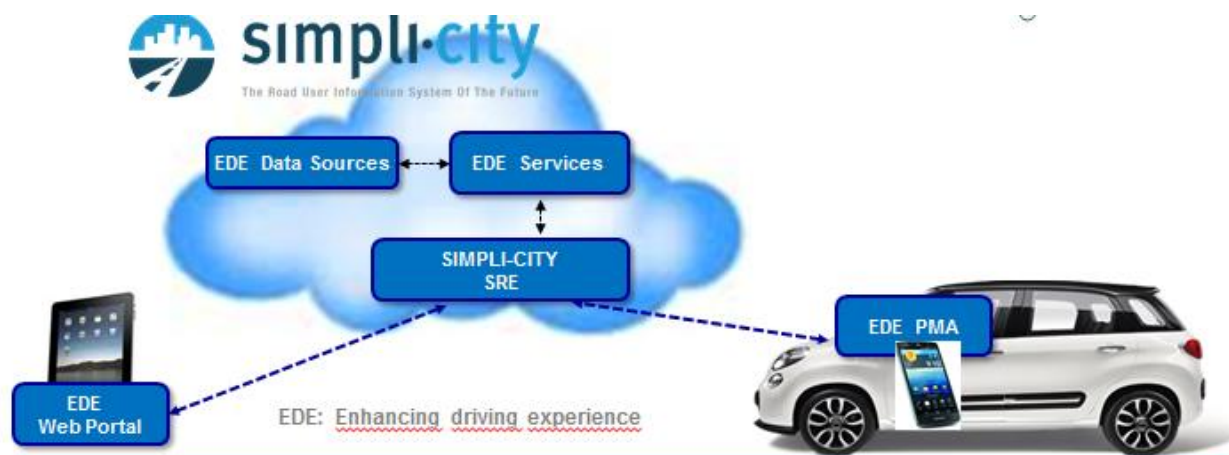 simpli·city
The Road User Information System Of The Future
EDE Data Sources
EDE Services
SIMPLI-CITY
SRE
EDE PMA
EDE
Web Portal
EDE: Enhancing driving experience